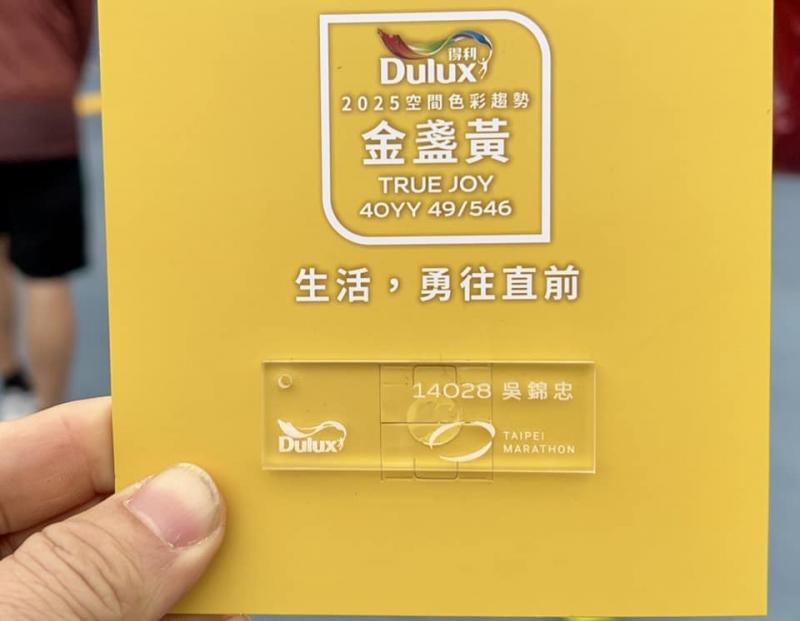 得利
Dulux
2025空間色彩趨勢
金盞黃
TRUE JOY
40YY 49/546
生活，勇往直前
14028 吳錦忠
Dulux
TAIPEI
MARATHON